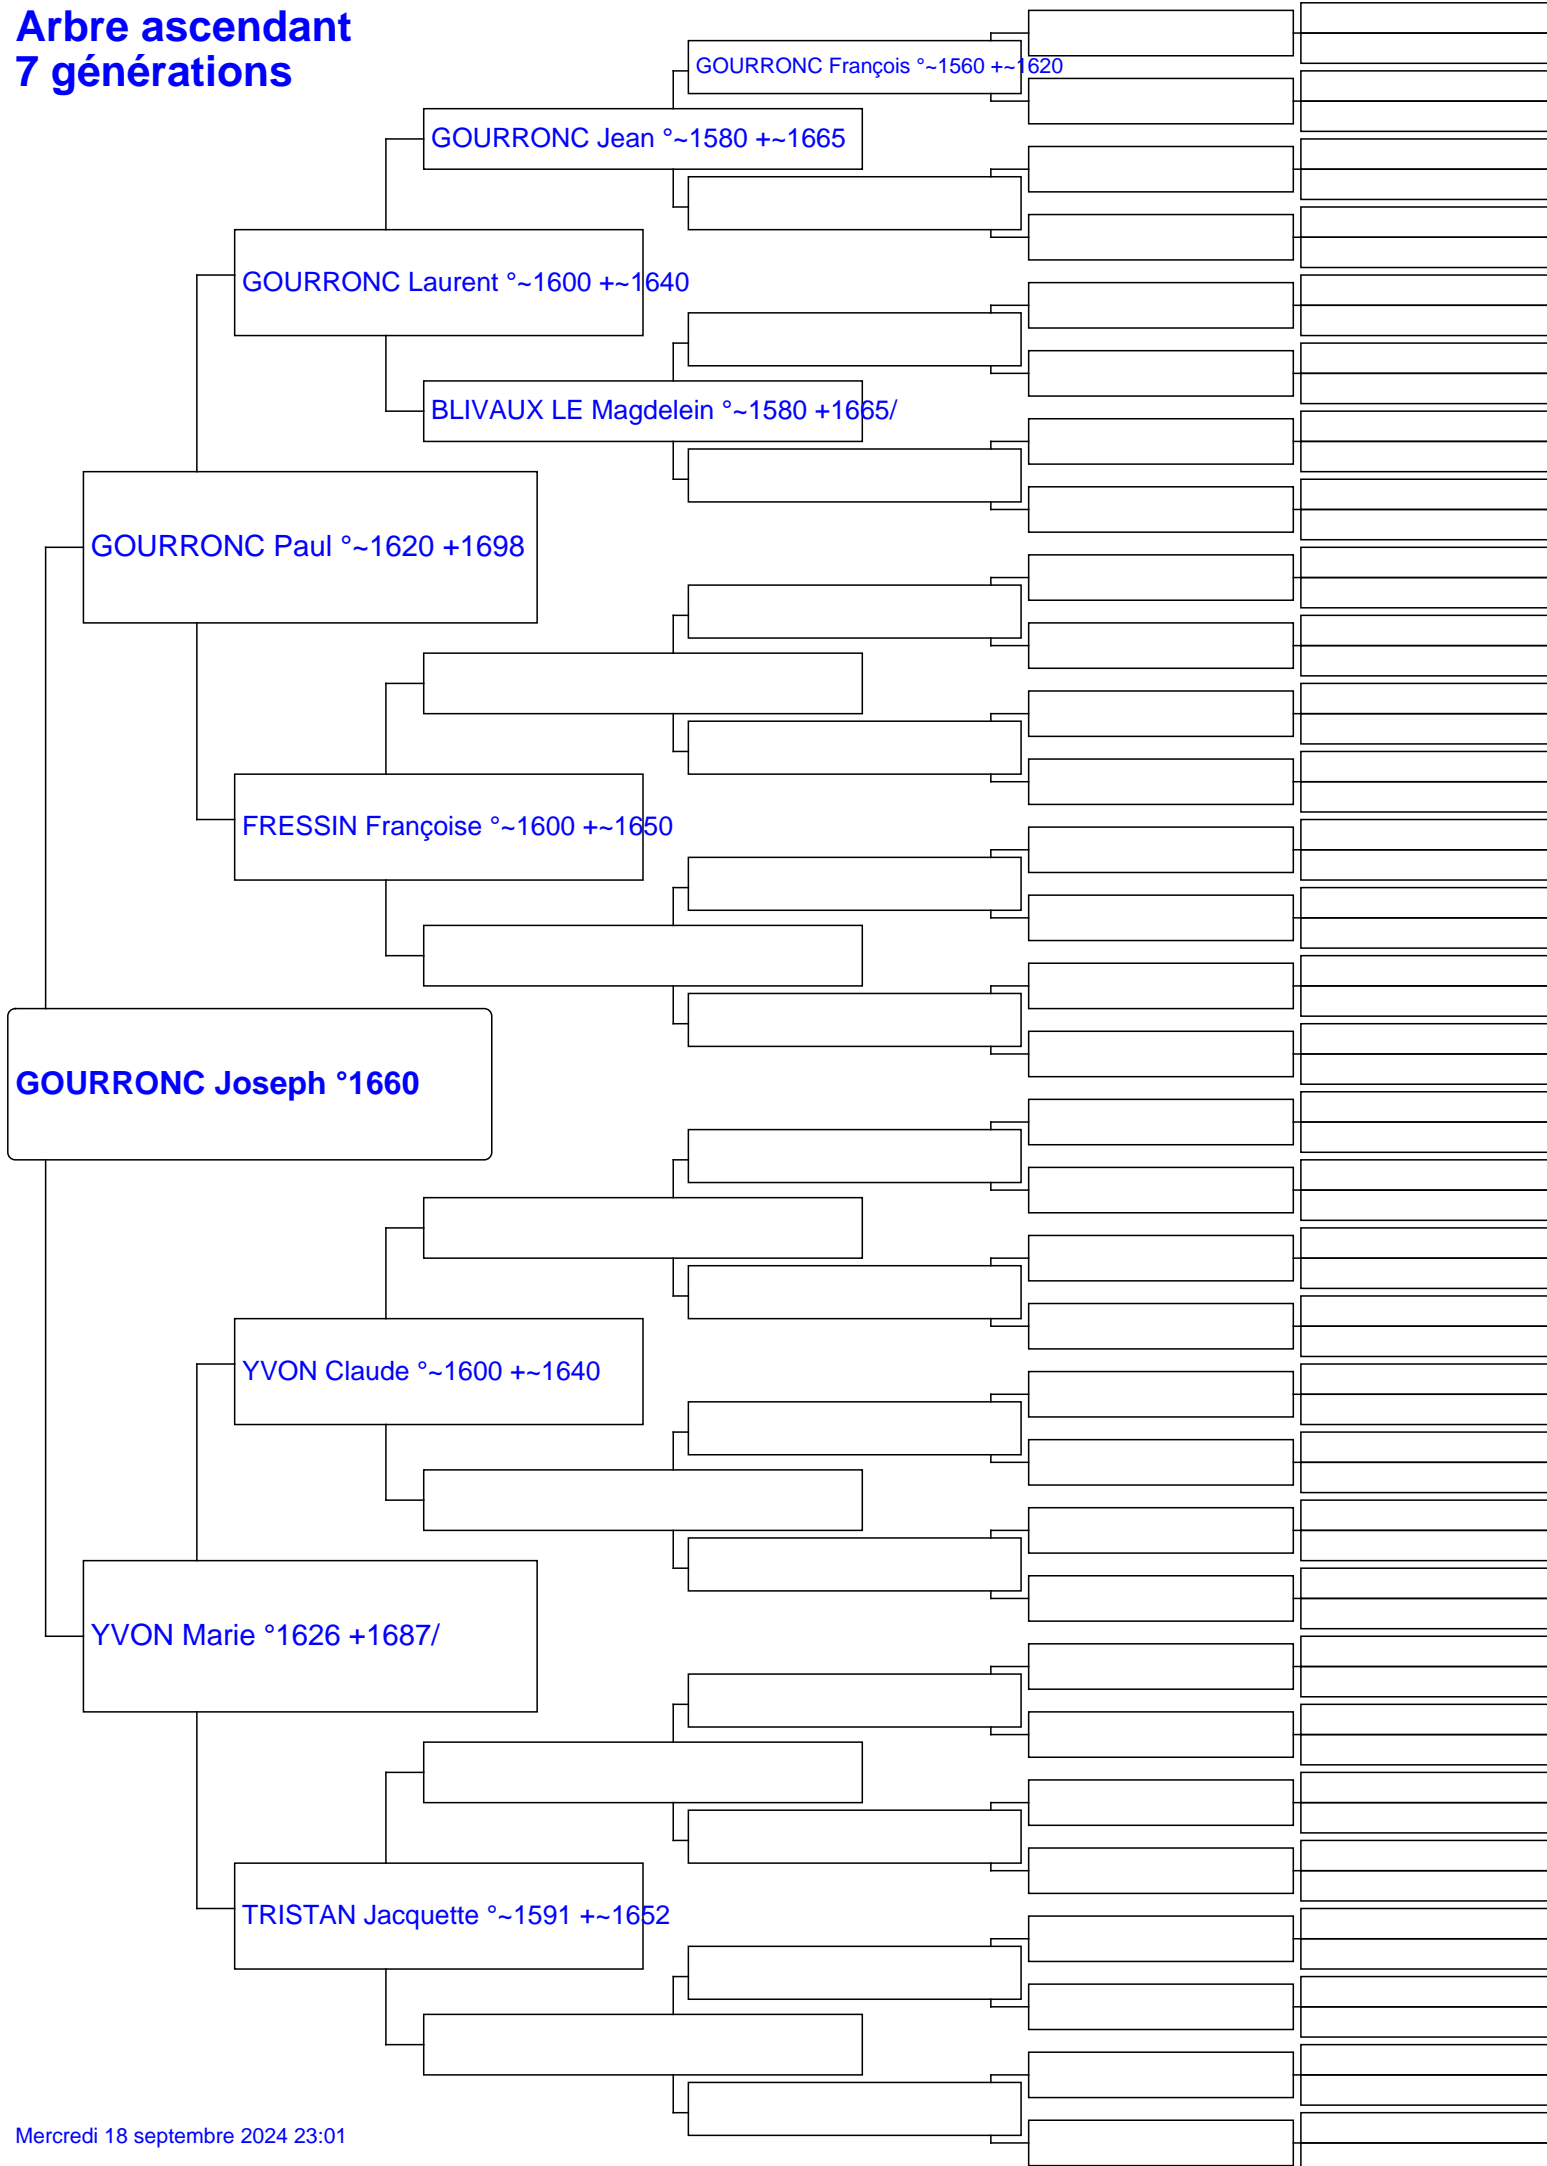 Arbre ascendant
7 générations
GOURRONC François °~1560 +~1620
GOURRONC Jean °~1580 +~1665
GOURRONC Laurent °~1600 +~1640
BLIVAUX LE Magdelein °~1580 +1665/
GOURRONC Paul °~1620 +1698
FRESSIN Françoise °~1600 +~1650
GOURRONC Joseph °1660
YVON Claude °~1600 +~1640
YVON Marie °1626 +1687/
TRISTAN Jacquette °~1591 +~1652
Mercredi 18 septembre 2024 23:01